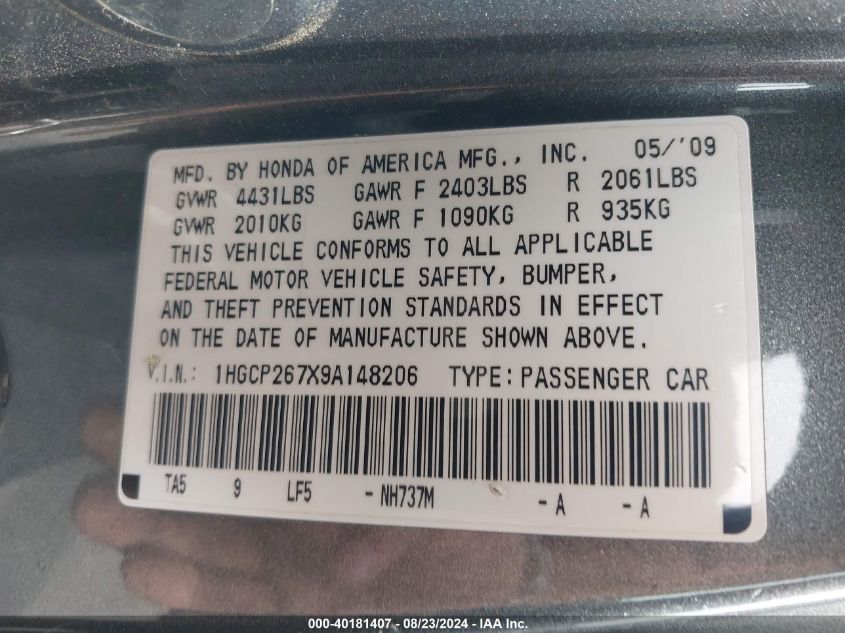 MFD. BY HONDA OF AMERICA MFG., INC. 05/'09
GVWR 4431LBS GAWR F 2403LBS R 2061LBS
GVWR 2010KG GAWR F 1090KG R 935KG
THIS VEHICLE CONFORMS TO ALL APPLICABLE
FEDERAL MOTOR VEHICLE SAFETY, BUMPER,
AND THEFT PREVENTION STANDARDS IN EFFECT
ON THE DATE OF MANUFACTURE SHOWN ABOVE.
V.I.N.: 1HGCP267X9A148206 TYPE: PASSENGER CAR
TA5 9 LF5 -NH737M -A -A
000-40181407 - 08/23/2024 - IAAI.com